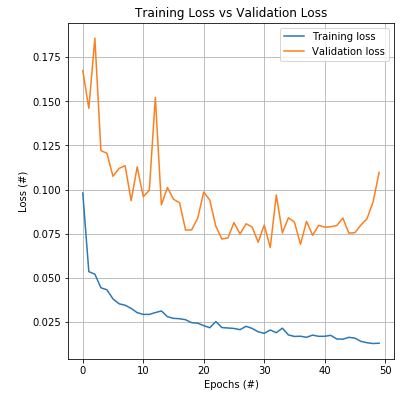 Training Loss vs Validation Loss
Training loss
Validation loss
0.175
0.150
0.125
0.100
0.075
0.050
0.025
Loss (#)
0 10 20 30 40 50
Epochs (#)